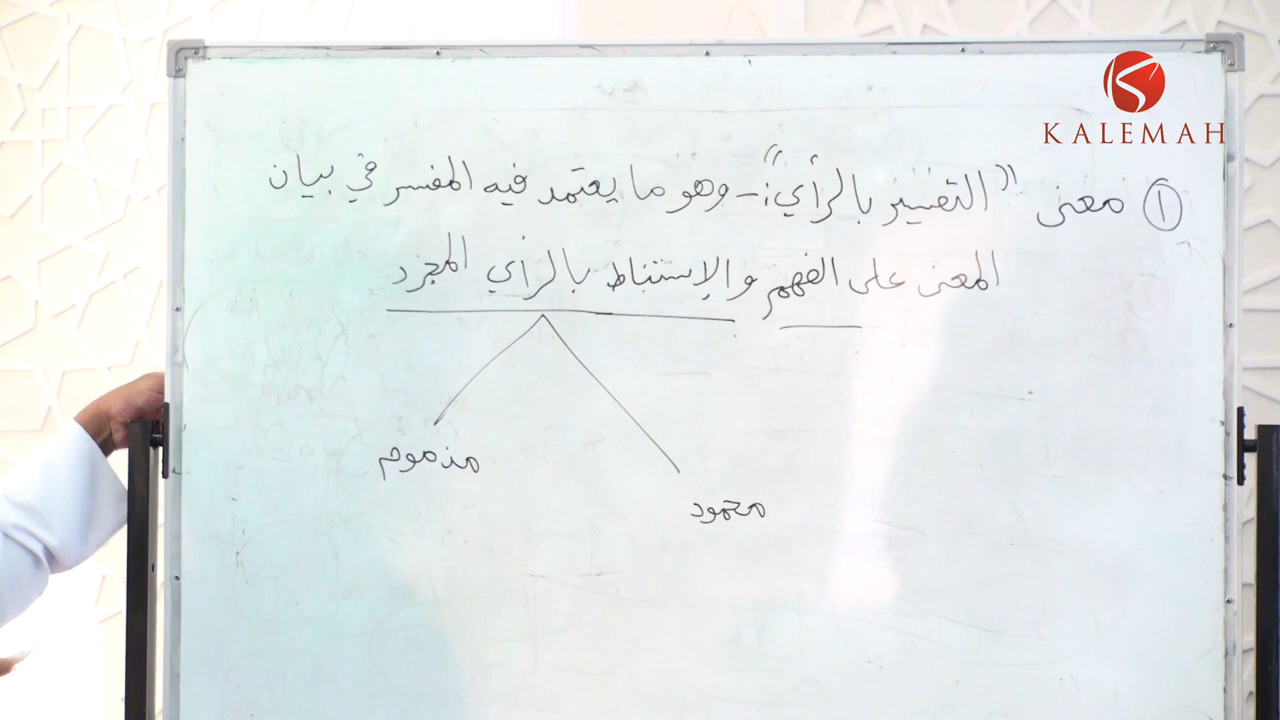 KALEMAH
① معنى "التفسير بالرأي": - وهو ما يعتمد فيه المفسر في بيان
المعنى على الفهم والإستنباط بالرأي المجرد
مذموم
محمود